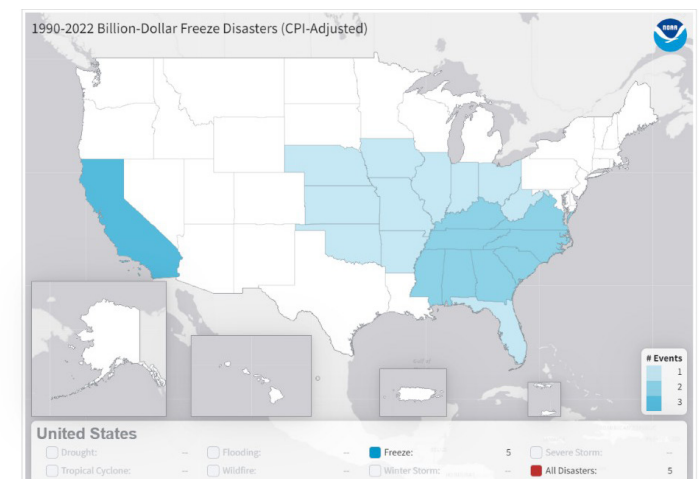 1990-2022 Billion-Dollar Freeze Disasters (CPI-Adjusted)
NOAA
# Events
1
2
3
United States
Drought: -- Flooding: -- Freeze: 5 Severe Storm: --
Tropical Cyclone: -- Wildfire: -- Winter Storm: -- All Disasters: 5